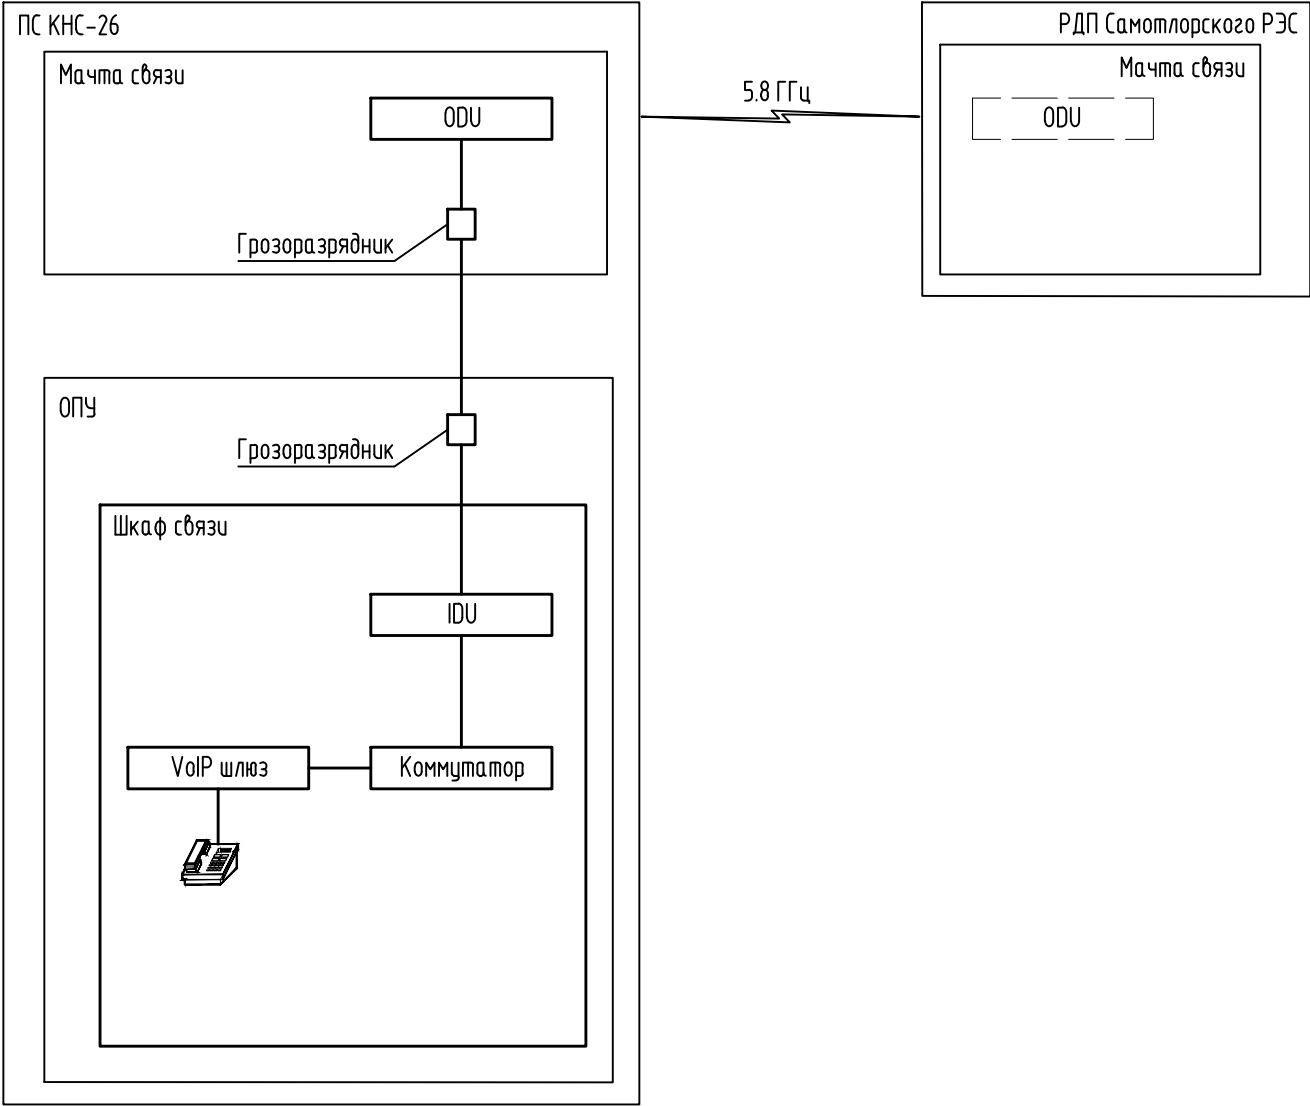 ПС КНС-26
РДП Самотлорского РЭС
Мачта связи
Мачта связи
5.8 ГГц
ODU
ODU
Грозоразрядник
ОПУ
Грозоразрядник
Шкаф связи
IDU
VoIP шлюз
Коммутатор